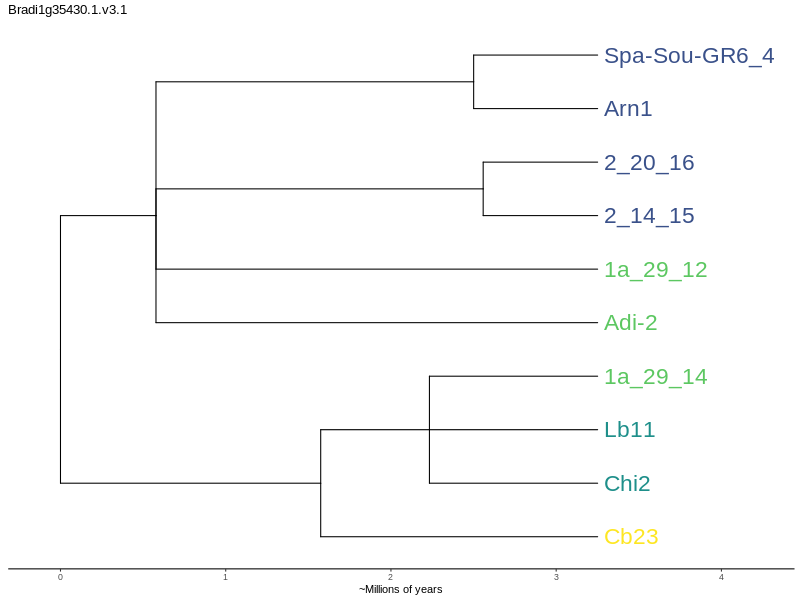 Bradi1g35430.1.v3.1
Spa-Sou-GR6_4
Arn1
2_20_16
2_14_15
1a_29_12
Adi-2
1a_29_14
Lb11
Chi2
Cb23
0 1 2 3 4
~Millions of years